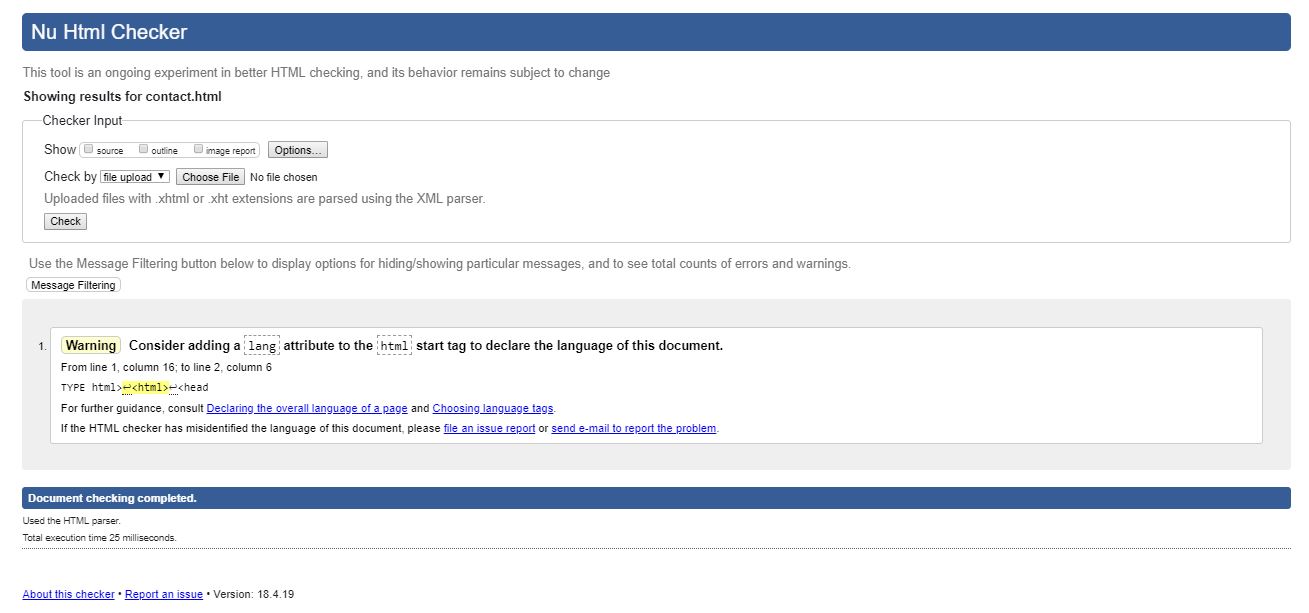 Nu Html Checker
This tool is an ongoing experiment in better HTML checking, and its behavior remains subject to change
Showing results for contact.html
Checker Input
Show source outline image report Options...
Check by file upload ▼ Choose File No file chosen
Uploaded files with .xhtml or .xht extensions are parsed using the XML parser.
Check
Use the Message Filtering button below to display options for hiding/showing particular messages, and to see total counts of errors and warnings.
Message Filtering
1. Warning Consider adding a lang attribute to the html start tag to declare the language of this document.
From line 1, column 16; to line 2, column 6
TYPE html>↩<html>↩<head
For further guidance, consult Declaring the overall language of a page and Choosing language tags.
If the HTML checker has misidentified the language of this document, please file an issue report or send e-mail to report the problem.
Document checking completed.
Used the HTML parser.
Total execution time 25 milliseconds.
About this checker • Report an issue • Version: 18.4.19